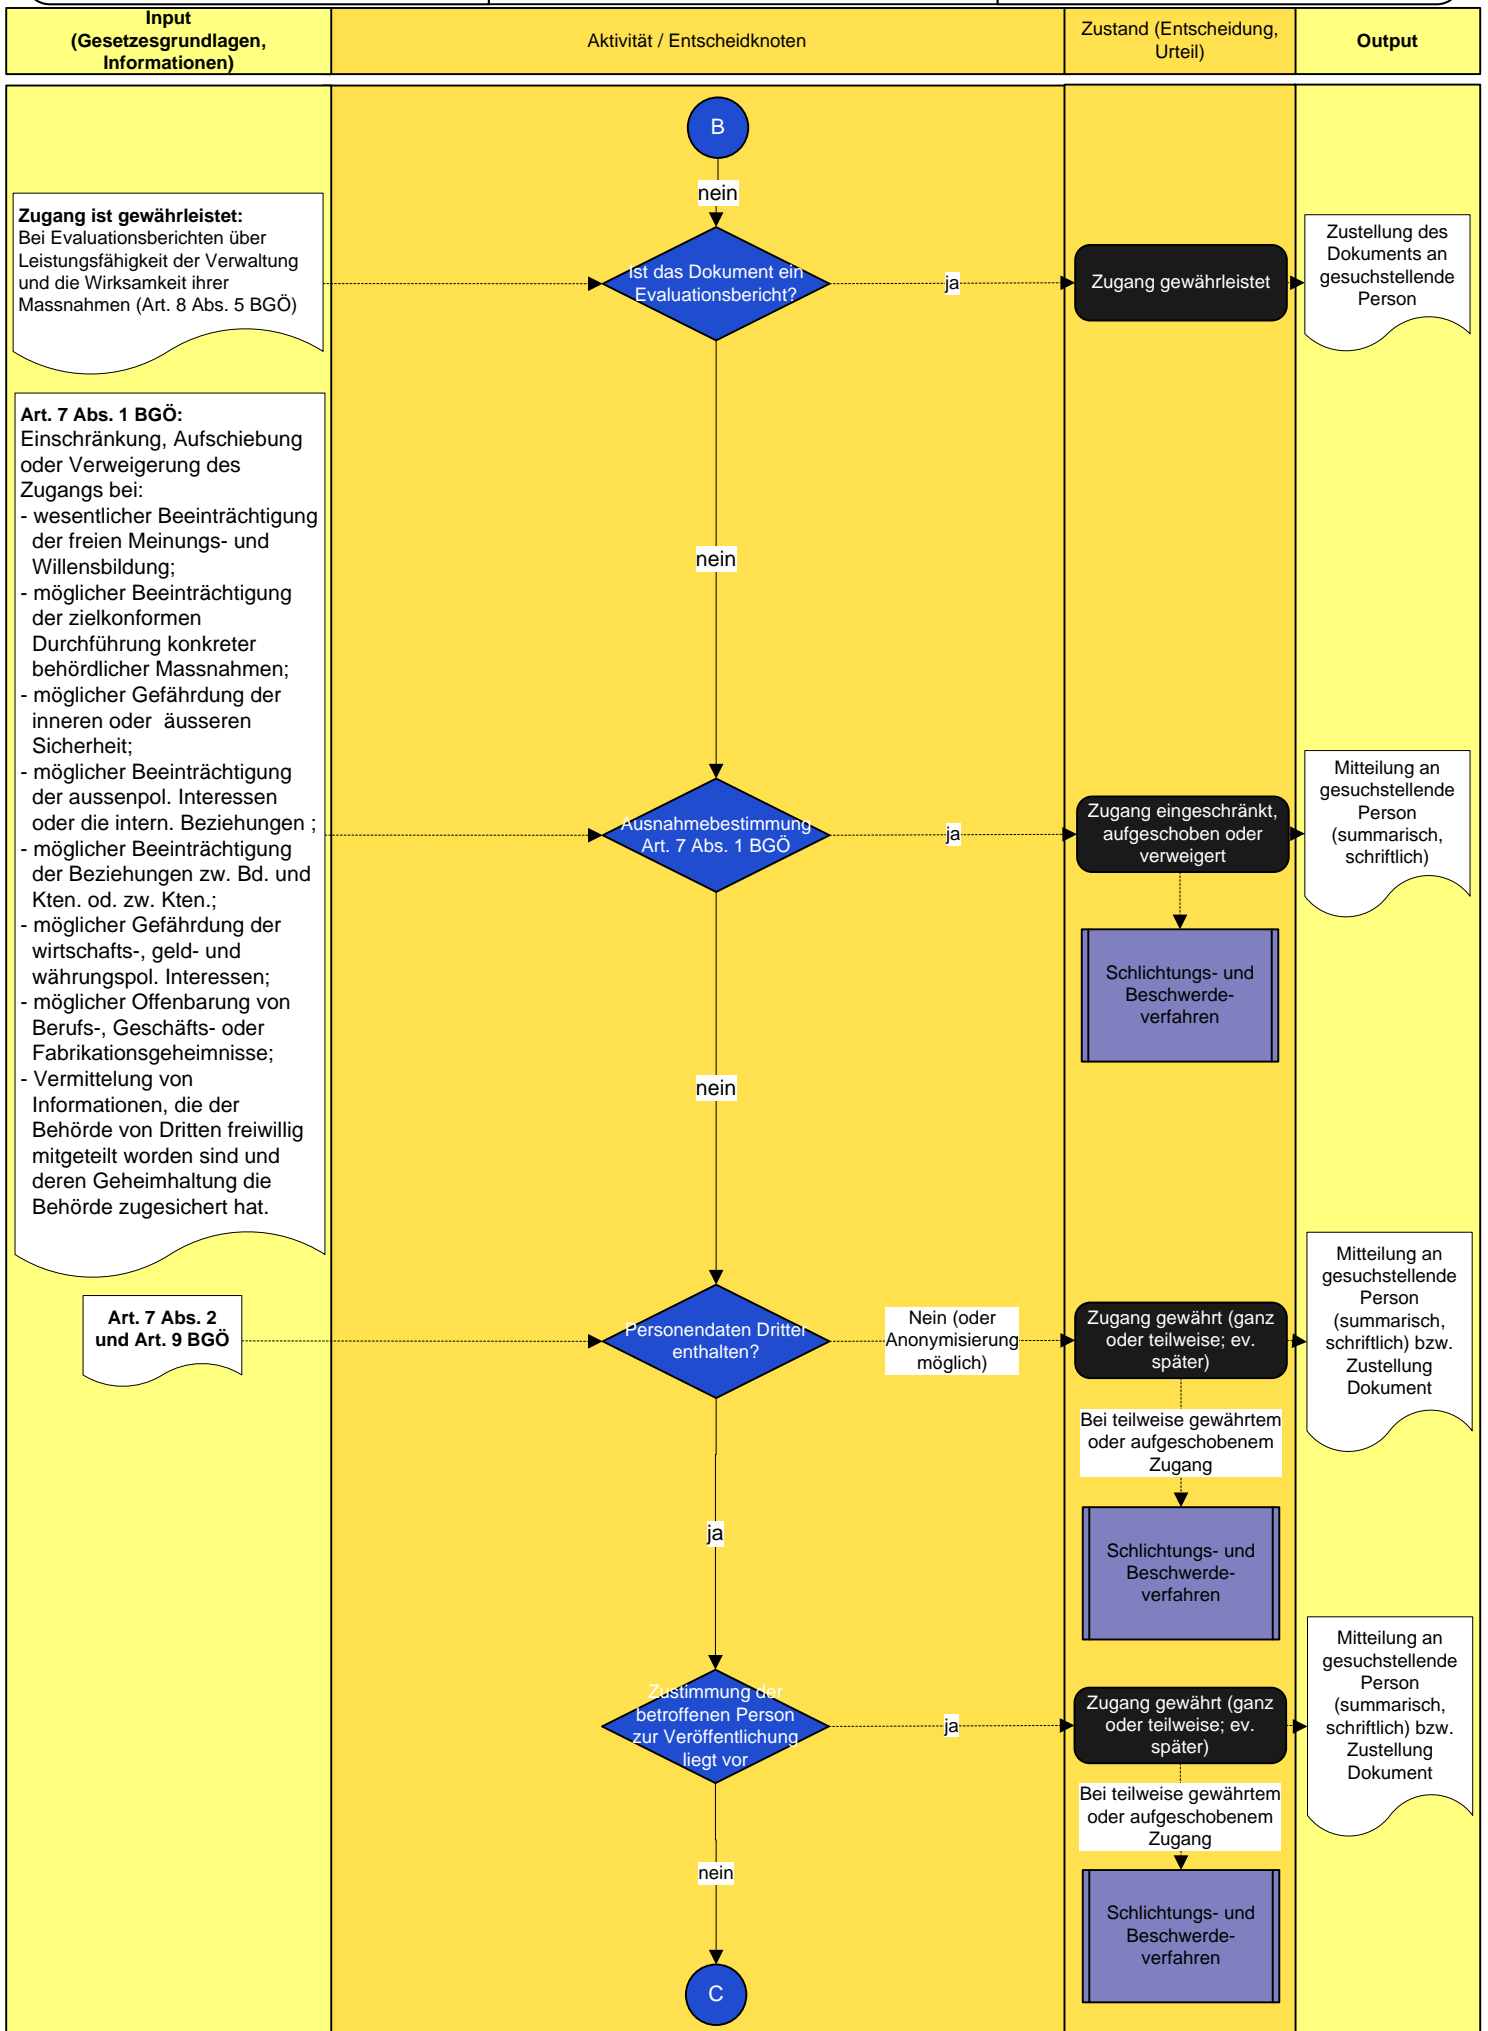 Input
(Gesetzesgrundlagen,
Informationen)
Aktivität / Entscheidknoten
Zustand (Entscheidung,
Urteil)
Output
B
nein
Zugang ist gewährleistet:
Bei Evaluationsberichten über
Leistungsfähigkeit der Verwaltung
und die Wirksamkeit ihrer
Massnahmen (Art. 8 Abs. 5 BGÖ)
Ist das Dokument ein
Evaluationsbericht?
ja
Zugang gewährleistet
Zustellung des
Dokuments an
gesuchstellende
Person
nein
Art. 7 Abs. 1 BGÖ:
Einschränkung, Aufschiebung
oder Verweigerung des
Zugangs bei:
- wesentlicher Beeinträchtigung
der freien Meinungs- und
Willensbildung;
- möglicher Beeinträchtigung
der zielkonformen
Durchführung konkreter
behördlicher Massnahmen;
- möglicher Gefährdung der
inneren oder äusseren
Sicherheit;
- möglicher Beeinträchtigung
der aussenpol. Interessen
oder die intern. Beziehungen ;
- möglicher Beeinträchtigung
der Beziehungen zw. Bd. und
Kten. od. zw. Kten.;
- möglicher Gefährdung der
wirtschafts-, geld- und
währungspol. Interessen;
- möglicher Offenbarung von
Berufs-, Geschäfts- oder
Fabrikationsgeheimnisse;
- Vermittelung von
Informationen, die der
Behörde von Dritten freiwillig
mitgeteilt worden sind und
deren Geheimhaltung die
Behörde zugesichert hat.
Ausnahmebestimmung
Art. 7 Abs. 1 BGÖ
ja
Zugang eingeschränkt,
aufgeschoben oder
verweigert
Mitteilung an
gesuchstellende
Person
(summarisch,
schriftlich)
Schlichtungs- und
Beschwerde-
verfahren
nein
Art. 7 Abs. 2
und Art. 9 BGÖ
Personendaten Dritter
enthalten?
Nein (oder
Anonymisierung
möglich)
Zugang gewährt (ganz
oder teilweise; ev.
später)
Mitteilung an
gesuchstellende
Person
(summarisch,
schriftlich) bzw.
Zustellung
Dokument
Bei teilweise gewährtem
oder aufgeschobenem
Zugang
Schlichtungs- und
Beschwerde-
verfahren
ja
Zustimmung der
betroffenen Person
zur Veröffentlichung
liegt vor
ja
Zugang gewährt (ganz
oder teilweise; ev.
später)
Mitteilung an
gesuchstellende
Person
(summarisch,
schriftlich) bzw.
Zustellung
Dokument
Bei teilweise gewährtem
oder aufgeschobenem
Zugang
Schlichtungs- und
Beschwerde-
verfahren
nein
C